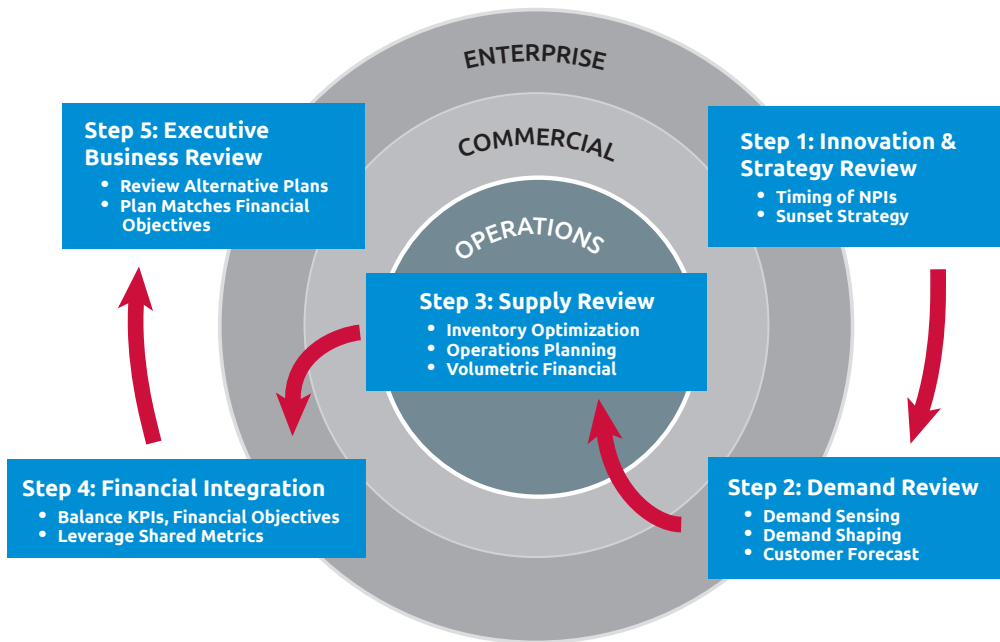 ENTERPRISE
COMMERCIAL
OPERATIONS
Step 1: Innovation &
Strategy Review
• Timing of NPIs
• Sunset Strategy
Step 2: Demand Review
• Demand Sensing
• Demand Shaping
• Customer Forecast
Step 3: Supply Review
• Inventory Optimization
• Operations Planning
• Volumetric Financial
Step 4: Financial Integration
• Balance KPIs, Financial Objectives
• Leverage Shared Metrics
Step 5: Executive
Business Review
• Review Alternative Plans
• Plan Matches Financial
Objectives